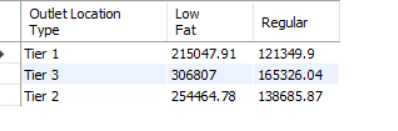 Outlet Location Type Low Fat Regular
Tier 1 215047.91 121349.9
Tier 3 306807 165326.04
Tier 2 254464.78 138685.87